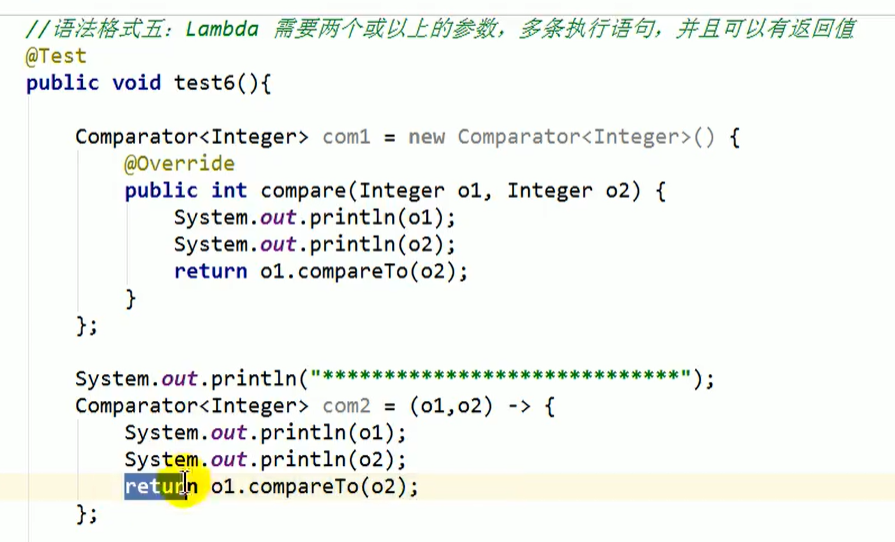 //语法格式五：Lambda 需要两个或以上的参数，多条执行语句，并且可以有返回值
@Test
public void test6(){
Comparator<Integer> com1 = new Comparator<Integer>() {
@Override
public int compare(Integer o1, Integer o2) {
System.out.println(o1);
System.out.println(o2);
return o1.compareTo(o2);
}
};
System.out.println("*****************************");
Comparator<Integer> com2 = (o1,o2) -> {
System.out.println(o1);
System.out.println(o2);
return o1.compareTo(o2);
};